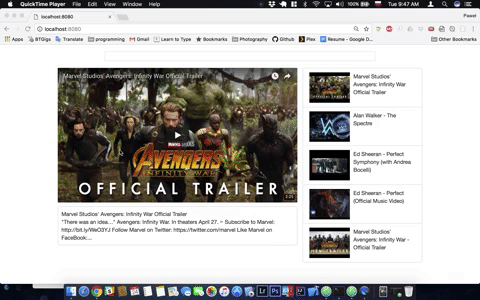 QuickTime Player File Edit View Window Help
100% Tue 9:47 AM
localhost:8080
Pawel
localhost:8080
Apps BTGigs Translate programming Gmail Learn to Type Bookmarks Photography Github Plex Resume - Google D... Other Bookmarks
Marvel Studios' Avengers: Infinity War Official Trailer
MARVEL STUDIOS
AVENGERS
INFINITY WAR
OFFICIAL TRAILER
2:25
Marvel Studios' Avengers: Infinity War Official Trailer
"There was an idea..." Avengers: Infinity War. In theaters April 27. ~ Subscribe to Marvel:
http://bit.ly/WeO3YJ Follow Marvel on Twitter: https://twitter.com/marvel Like Marvel on
FaceBook:...
Marvel Studios'
Avengers: Infinity War
Official Trailer
Alan Walker - The
Spectre
Ed Sheeran - Perfect
Symphony (with Andrea
Bocelli)
Ed Sheeran - Perfect
(Official Music Video)
Marvel Studios'
Avengers: Infinity War -
Official Trailer